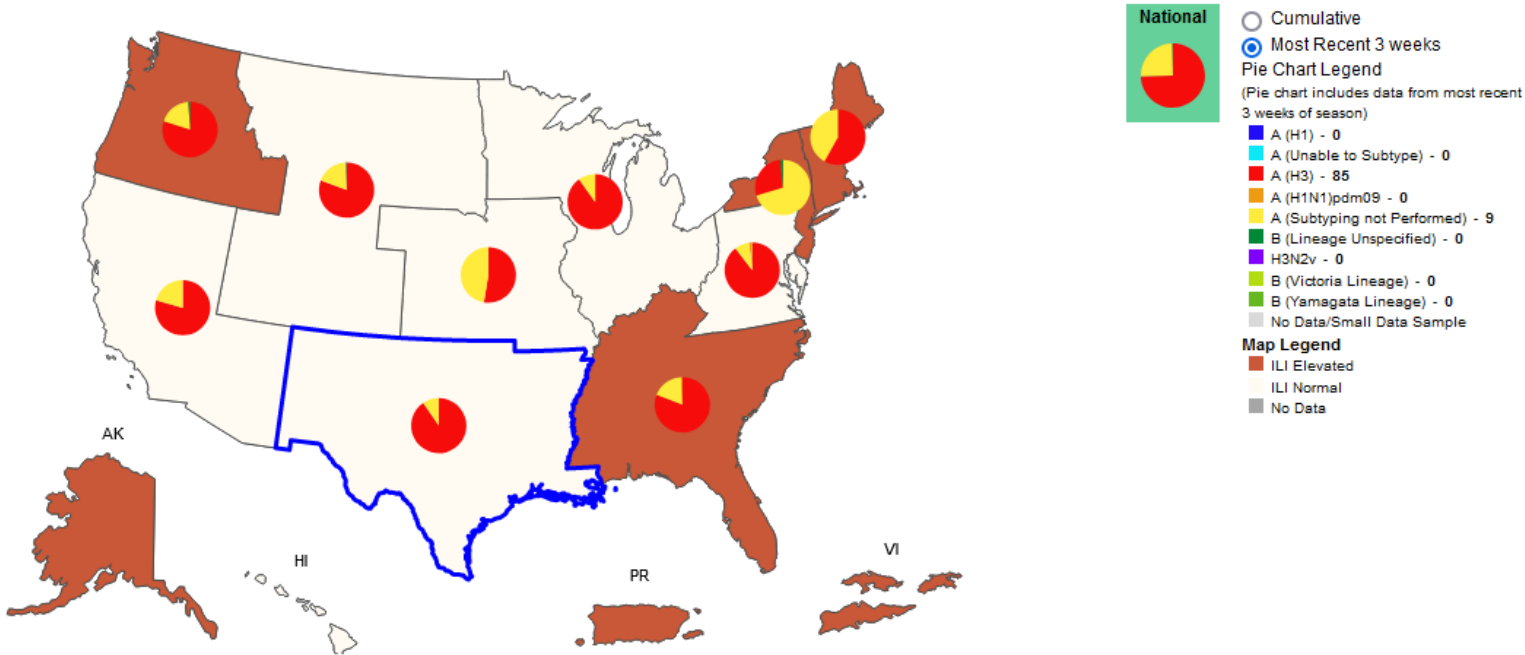 National
Cumulative
Most Recent 3 weeks
Pie Chart Legend
(Pie chart includes data from most recent
3 weeks of season)
A (H1) - 0
A (Unable to Subtype) - 0
A (H3) - 85
A (H1N1)pdm09 - 0
A (Subtyping not Performed) - 9
B (Lineage Unspecified) - 0
H3N2v - 0
B (Victoria Lineage) - 0
B (Yamagata Lineage) - 0
No Data/Small Data Sample
Map Legend
ILI Elevated
ILI Normal
No Data
AK
HI
PR
VI